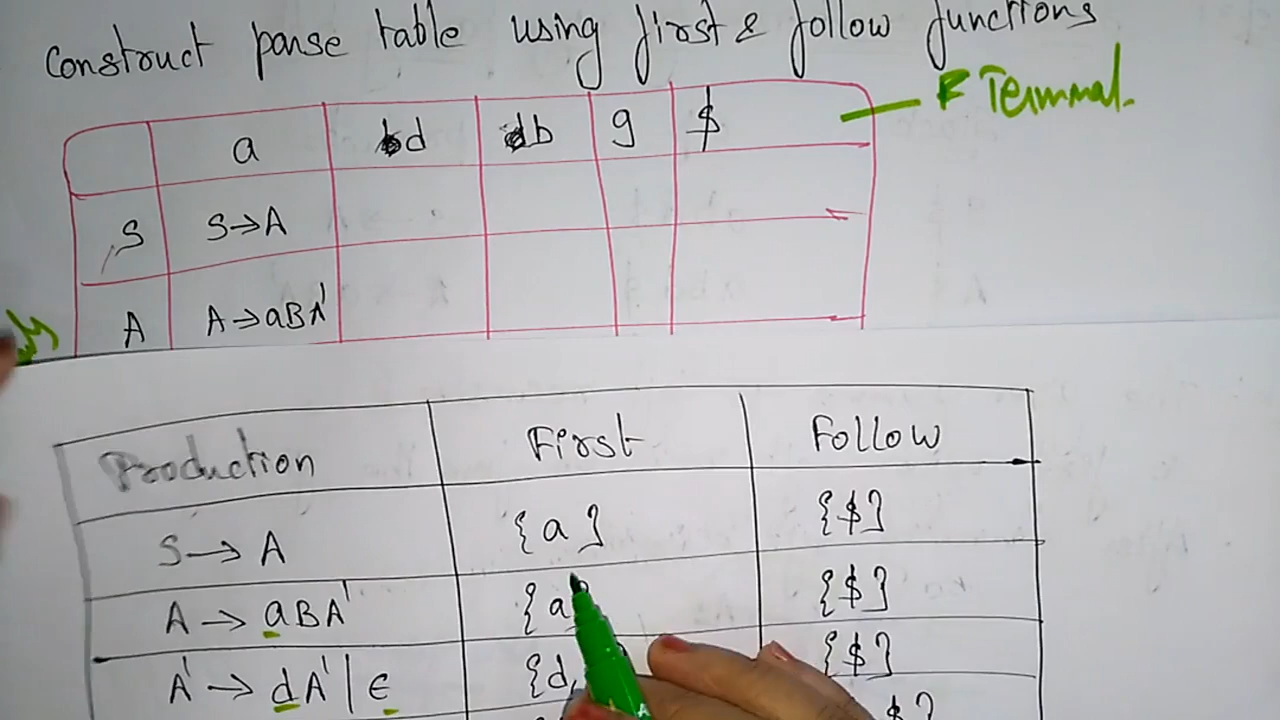 Construct parse table using first & follow functions
Terminal.
a d b g $
S S→A
A A→aBA'
Production First Follow
S→A {a} {$}
A→aBA' {a {$}
A'→dA'|ϵ {d, {$}
$}